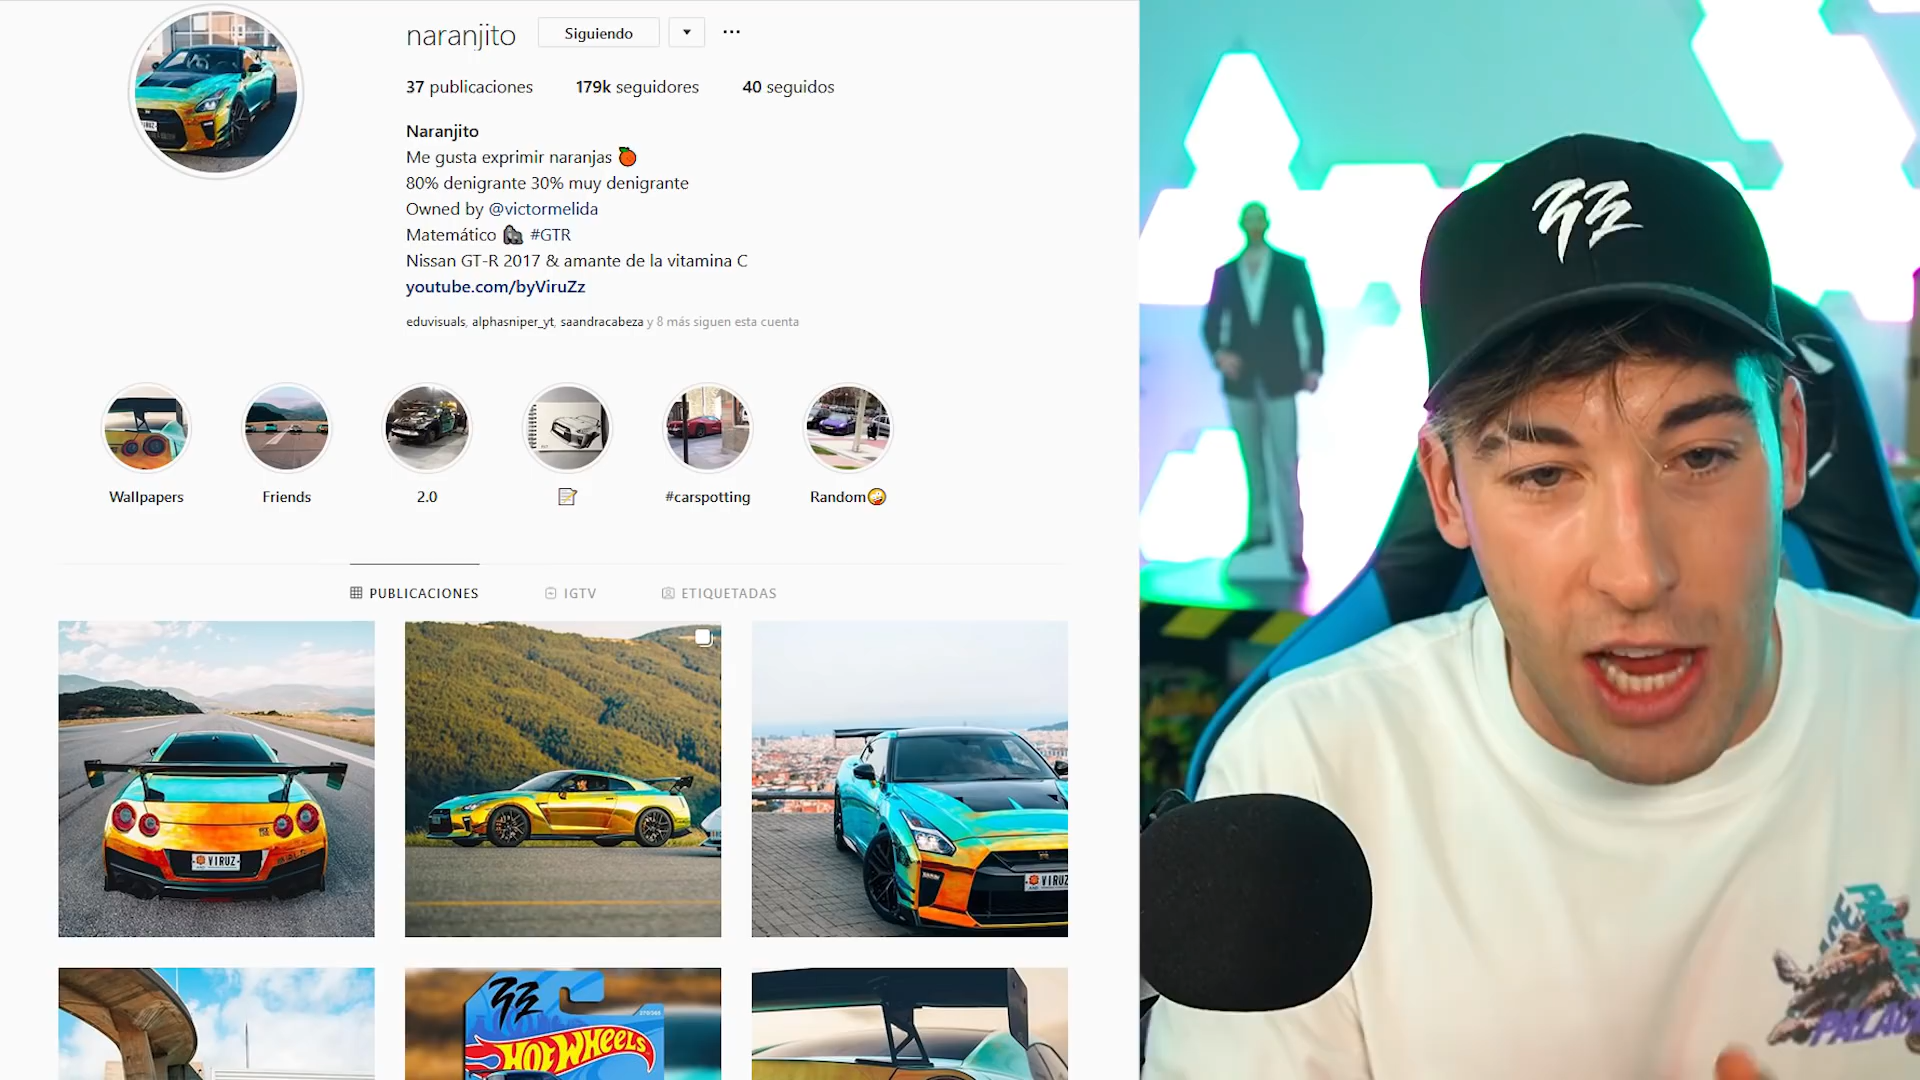 naranjito Siguiendo
37 publicaciones 179k seguidores 40 seguidos
Naranjito
Me gusta exprimir naranjas 🍊
80% denigrante 30% muy denigrante
Owned by @victormelida
Matemático 🦍 #GTR
Nissan GT-R 2017 & amante de la vitamina C
youtube.com/byViruZz
eduvisuals, alphasniper_yt, saandracabeza y 8 más siguen esta cuenta
Wallpapers Friends 2.0 📝 #carspotting Random🤪
PUBLICACIONES IGTV ETIQUETADAS
VIRUZ
VIRUZ
HOT WHEELS
PALAC